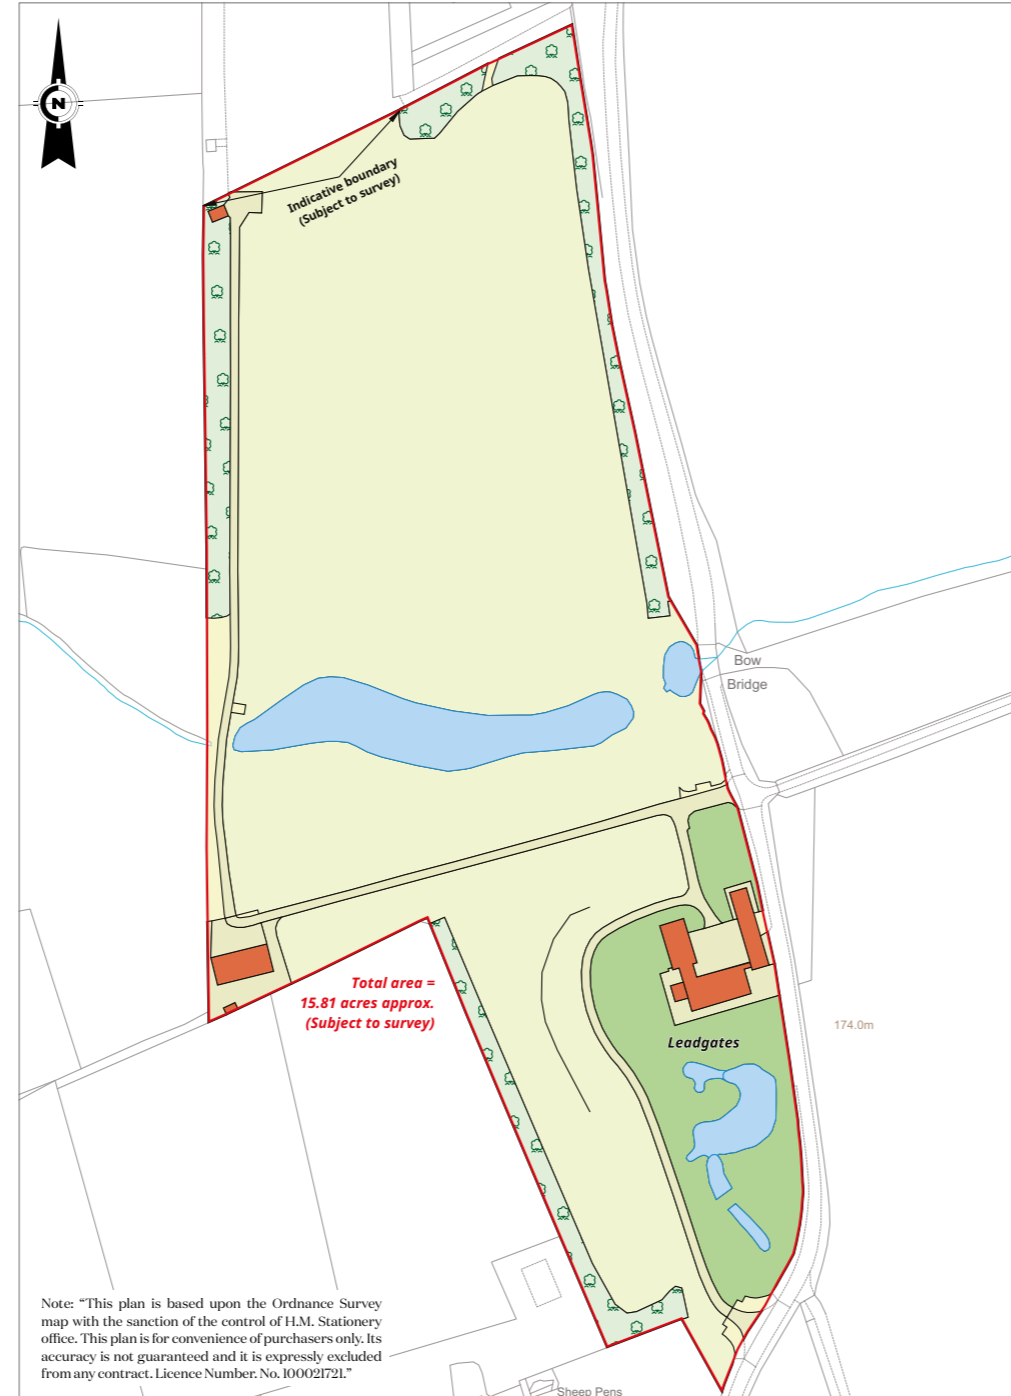 N
Indicative boundary
(Subject to survey)
Bow
Bridge
Total area =
15.81 acres approx.
(Subject to survey)
174.0m
Leadgates
Note: “This plan is based upon the Ordnance Survey
map with the sanction of the control of H.M. Stationery
office. This plan is for convenience of purchasers only. Its
accuracy is not guaranteed and it is expressly excluded
from any contract. Licence Number. No. 100021721.”
Sheep Pens